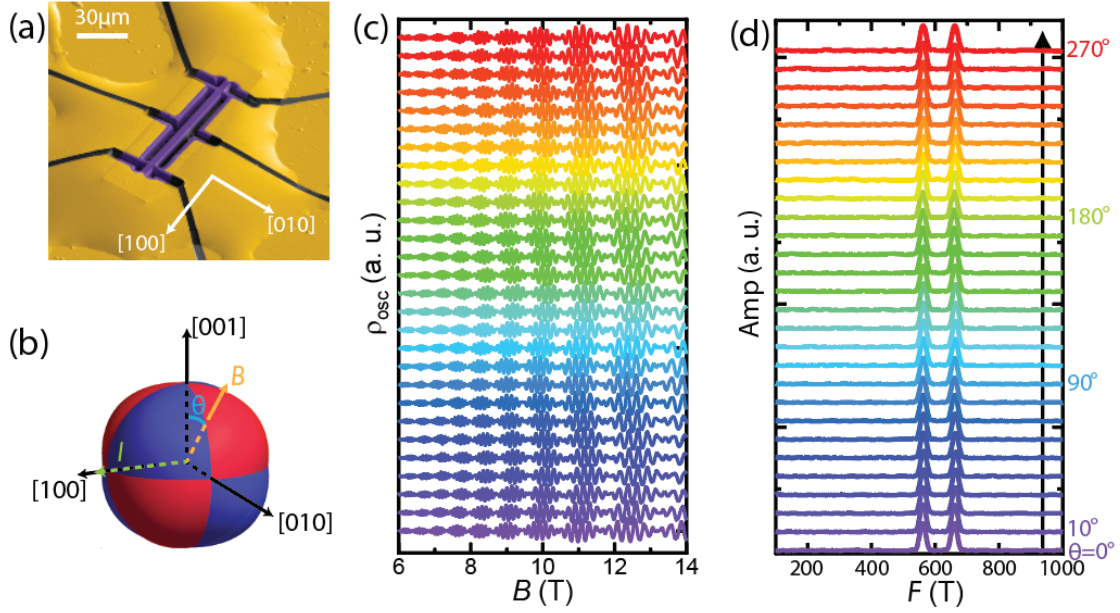 (a)
30μm
[100]
[010]
(b)
[001]
B
θ
I
[100]
[010]
(c)
ρosc (a. u.)
6 8 10 12 14
B (T)
(d)
Amp (a. u.)
270°
180°
90°
10°
θ=0°
200 400 600 800 1000
F (T)